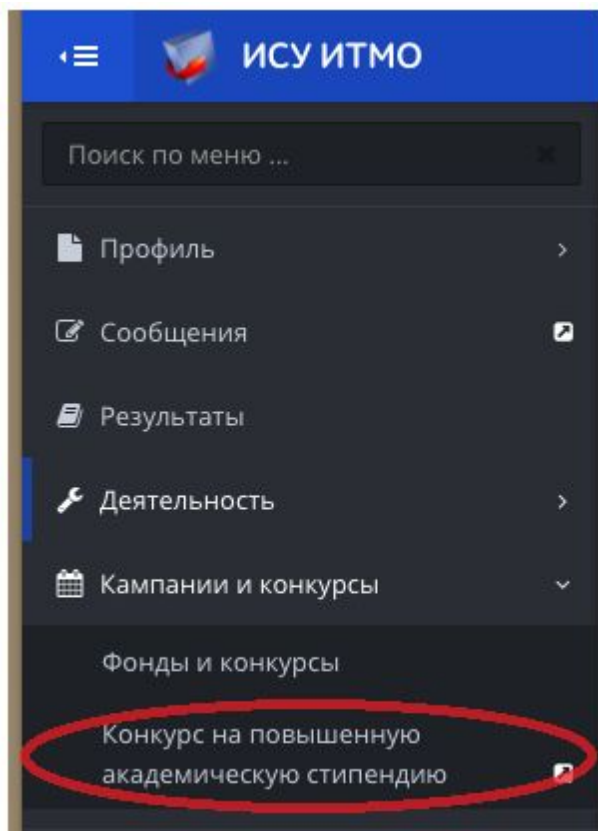 ИСУ ИТМО
Поиск по меню ...
Профиль
Сообщения
Результаты
Деятельность
Кампании и конкурсы
Фонды и конкурсы
Конкурс на повышенную
академическую стипендию